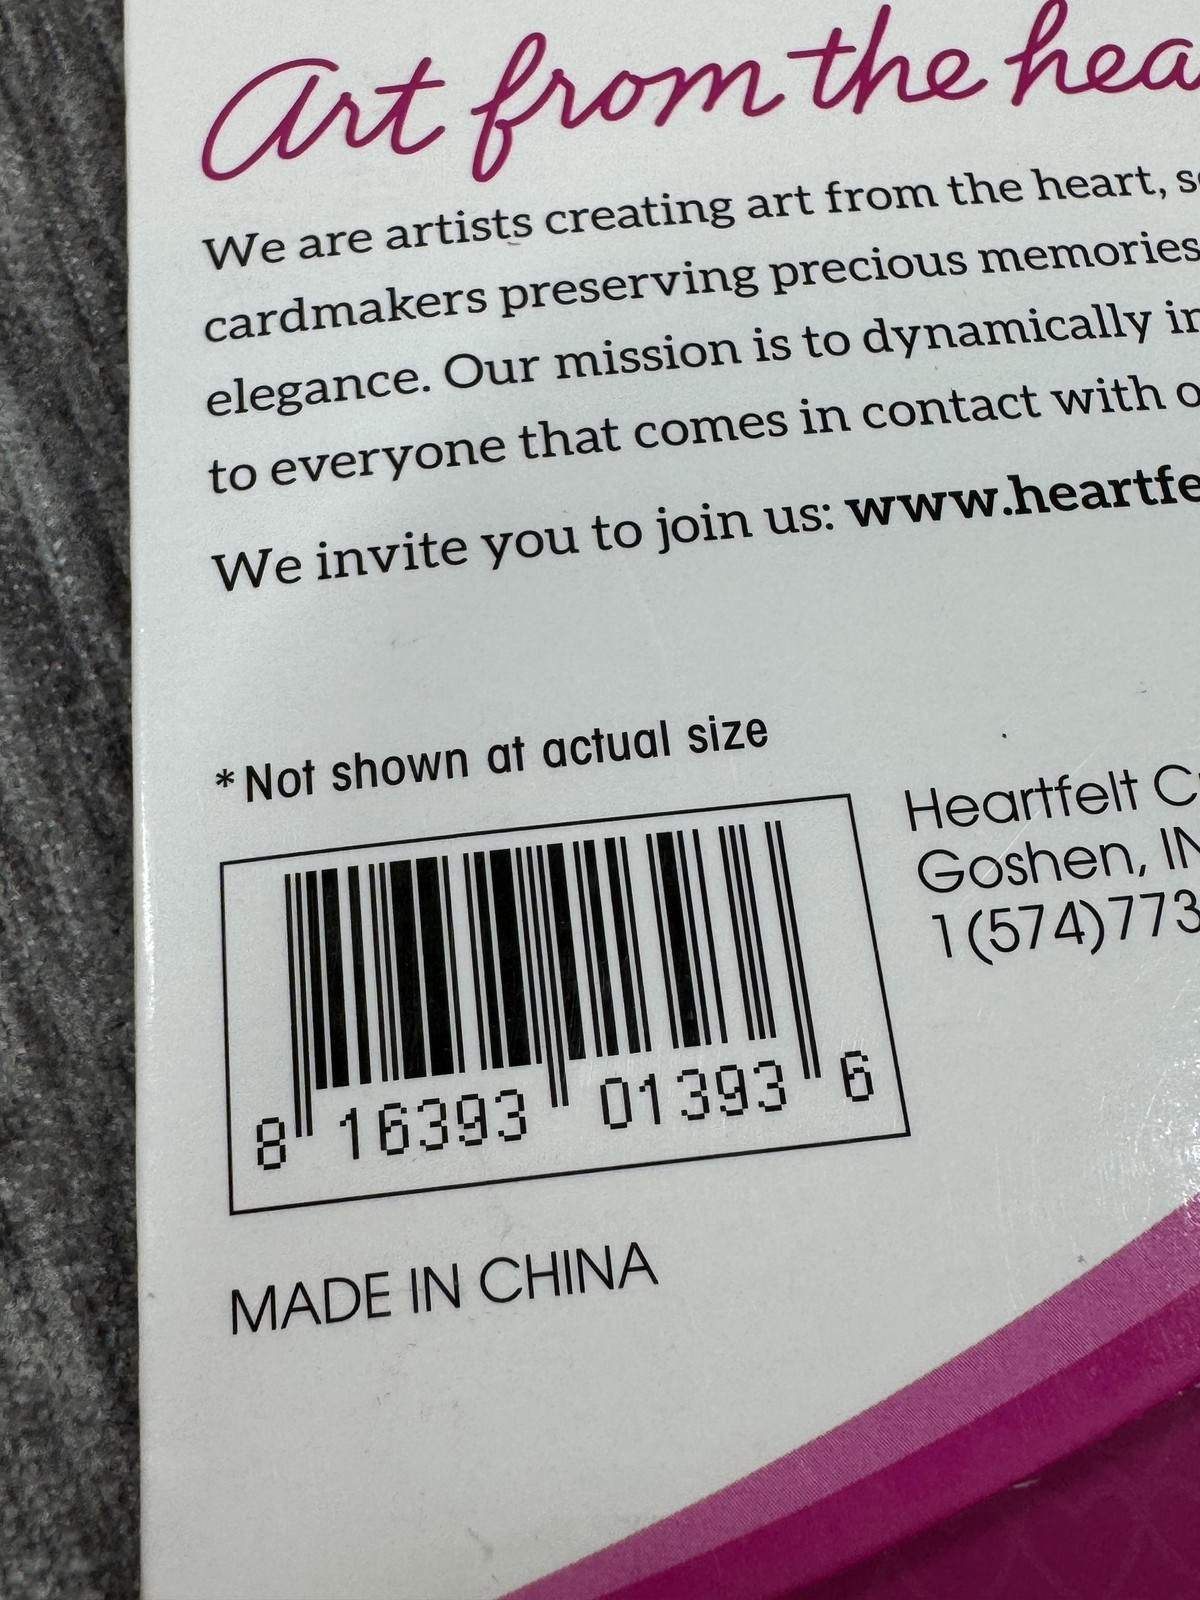 Art from the hea
We are artists creating art from the heart, s
cardmakers preserving precious memories
elegance. Our mission is to dynamically in
to everyone that comes in contact with o
We invite you to join us: www.heartfe
*Not shown at actual size
Heartfelt C
Goshen, IN
1(574)773
8 16393 01393 6
MADE IN CHINA